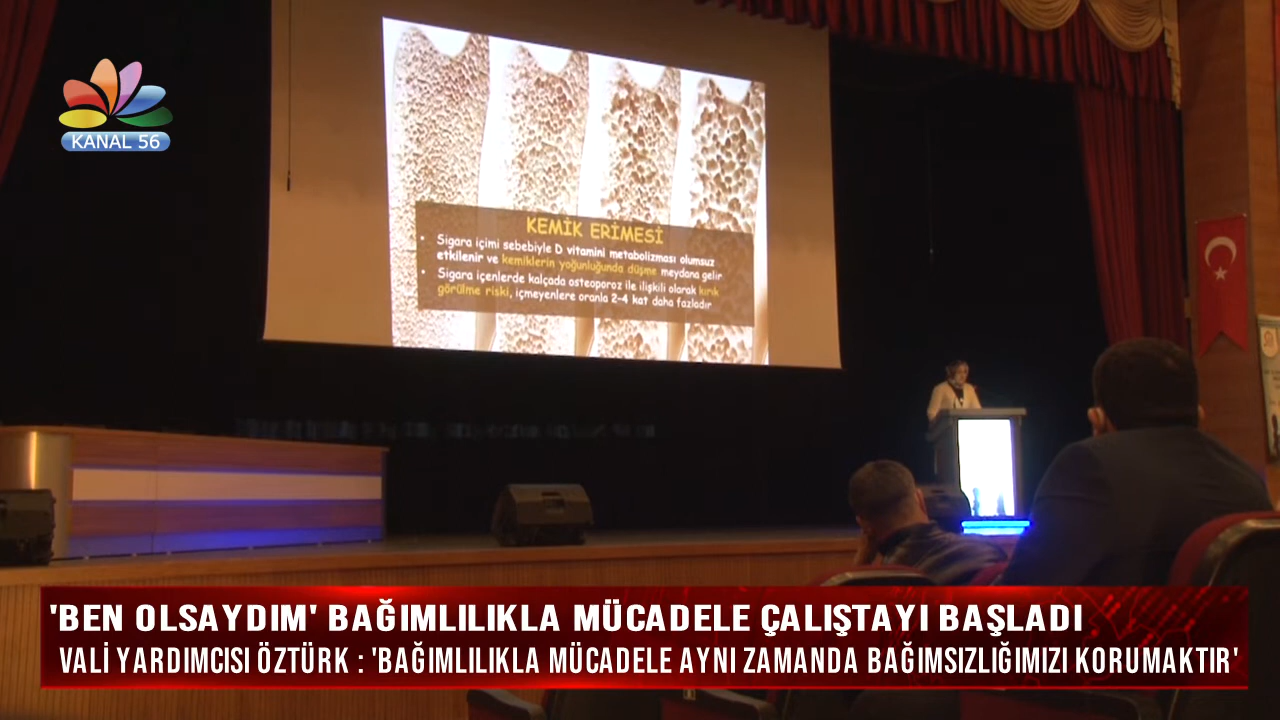 KANAL 56
KEMİK ERİMESİ
• Sigara içimi sebebiyle D vitamini metabolizması olumsuz
etkilenir ve kemiklerin yoğunluğunda düşme meydana gelir
• Sigara içenlerde kalçada osteoporoz ile ilişkili olarak kırık
görülme riski, içmeyenlere oranla 2-4 kat daha fazladır
'BEN OLSAYDIM' BAĞIMLILIKLA MÜCADELE ÇALIŞTAYI BAŞLADI
VALİ YARDIMCISI ÖZTÜRK : 'BAĞIMLILIKLA MÜCADELE AYNI ZAMANDA BAĞIMSIZLIĞIMIZI KORUMAKTIR'